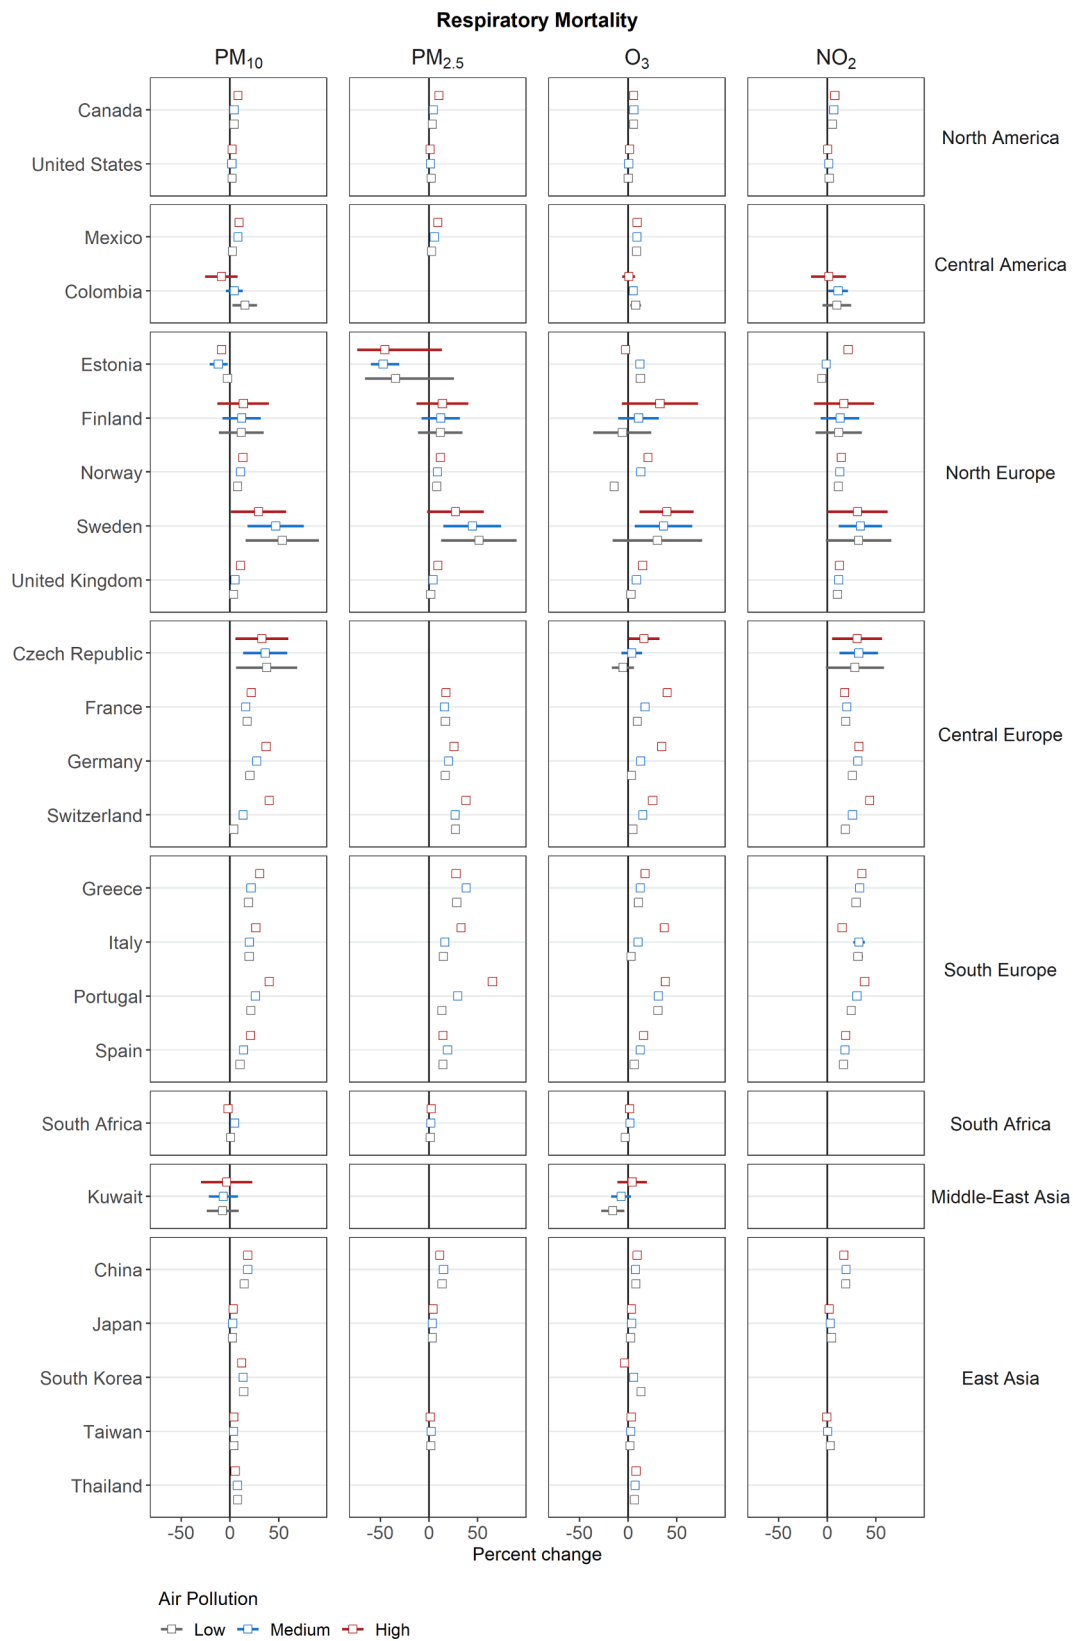 Respiratory Mortality
PM10 PM2.5 O3 NO2
Canada
United States
North America
Mexico
Colombia
Central America
Estonia
Finland
Norway
Sweden
United Kingdom
North Europe
Czech Republic
France
Germany
Switzerland
Central Europe
Greece
Italy
Portugal
Spain
South Europe
South Africa
South Africa
Kuwait
Middle-East Asia
China
Japan
South Korea
Taiwan
Thailand
East Asia
-50 0 50 -50 0 50 -50 0 50 -50 0 50
Percent change
Air Pollution
Low Medium High